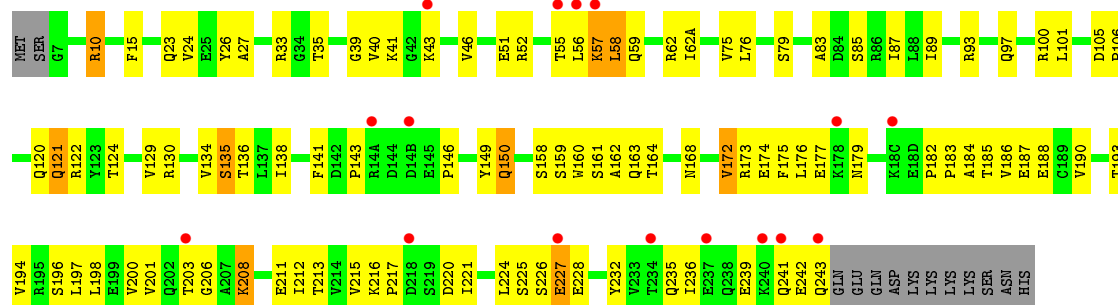 MET SER G7 R10 F15 Q23 V24 E25 Y26 A27 R33 G34 T35 G39 V40 K41 G42 K43 V46 E51 R52 T55 L56 K57 L58 Q59 R62 I62A V75 L76 S79 A83 D84 S85 R86 I87 L88 I89 R93 Q97 R100 L101 D105
Q120 Q121 R122 Y123 T124 V129 R130 V134 S135 T136 L137 I138 F141 D142 P143 R14A D144 D14B E145 P146 Y149 Q150 S158 S159 W160 S161 A162 Q163 T164 N168 V172 R173 E174 F175 L176 E177 K178 N179 K18C E18D P182 P183 A184 T185 V186 E187 E188 C189 V190
V194 R195 S196 L197 L198 E199 V200 V201 Q202 T203 G206 A207 K208 E211 I212 T213 V214 V215 K216 P217 D218 S219 D220 I221 L224 S225 S226 E227 E228 Y232 V233 T234 Q235 I236 E237 Q238 E239 K240 Q241 E242 Q243 GLN GLU GLN ASP LYS LYS LYS LYS SER ASN HIS